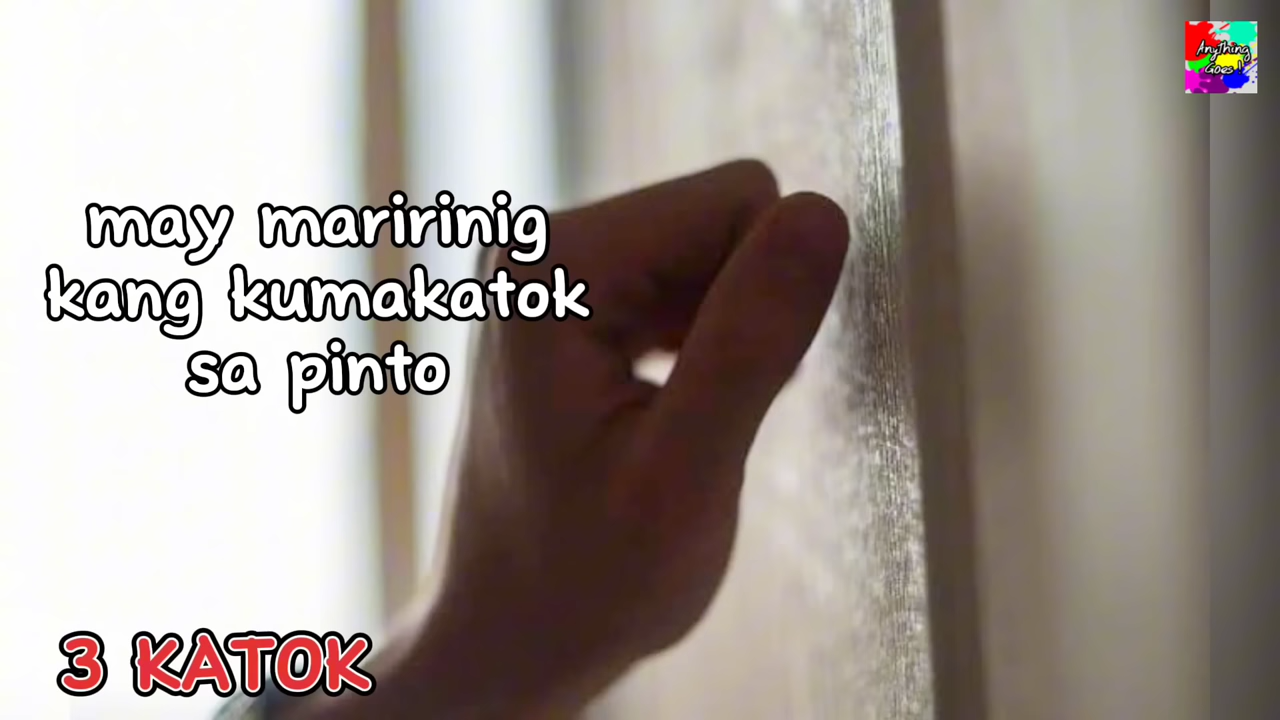 Anything
Goes!
may maririnig
kang kumakatok
sa pinto
3 KATOK